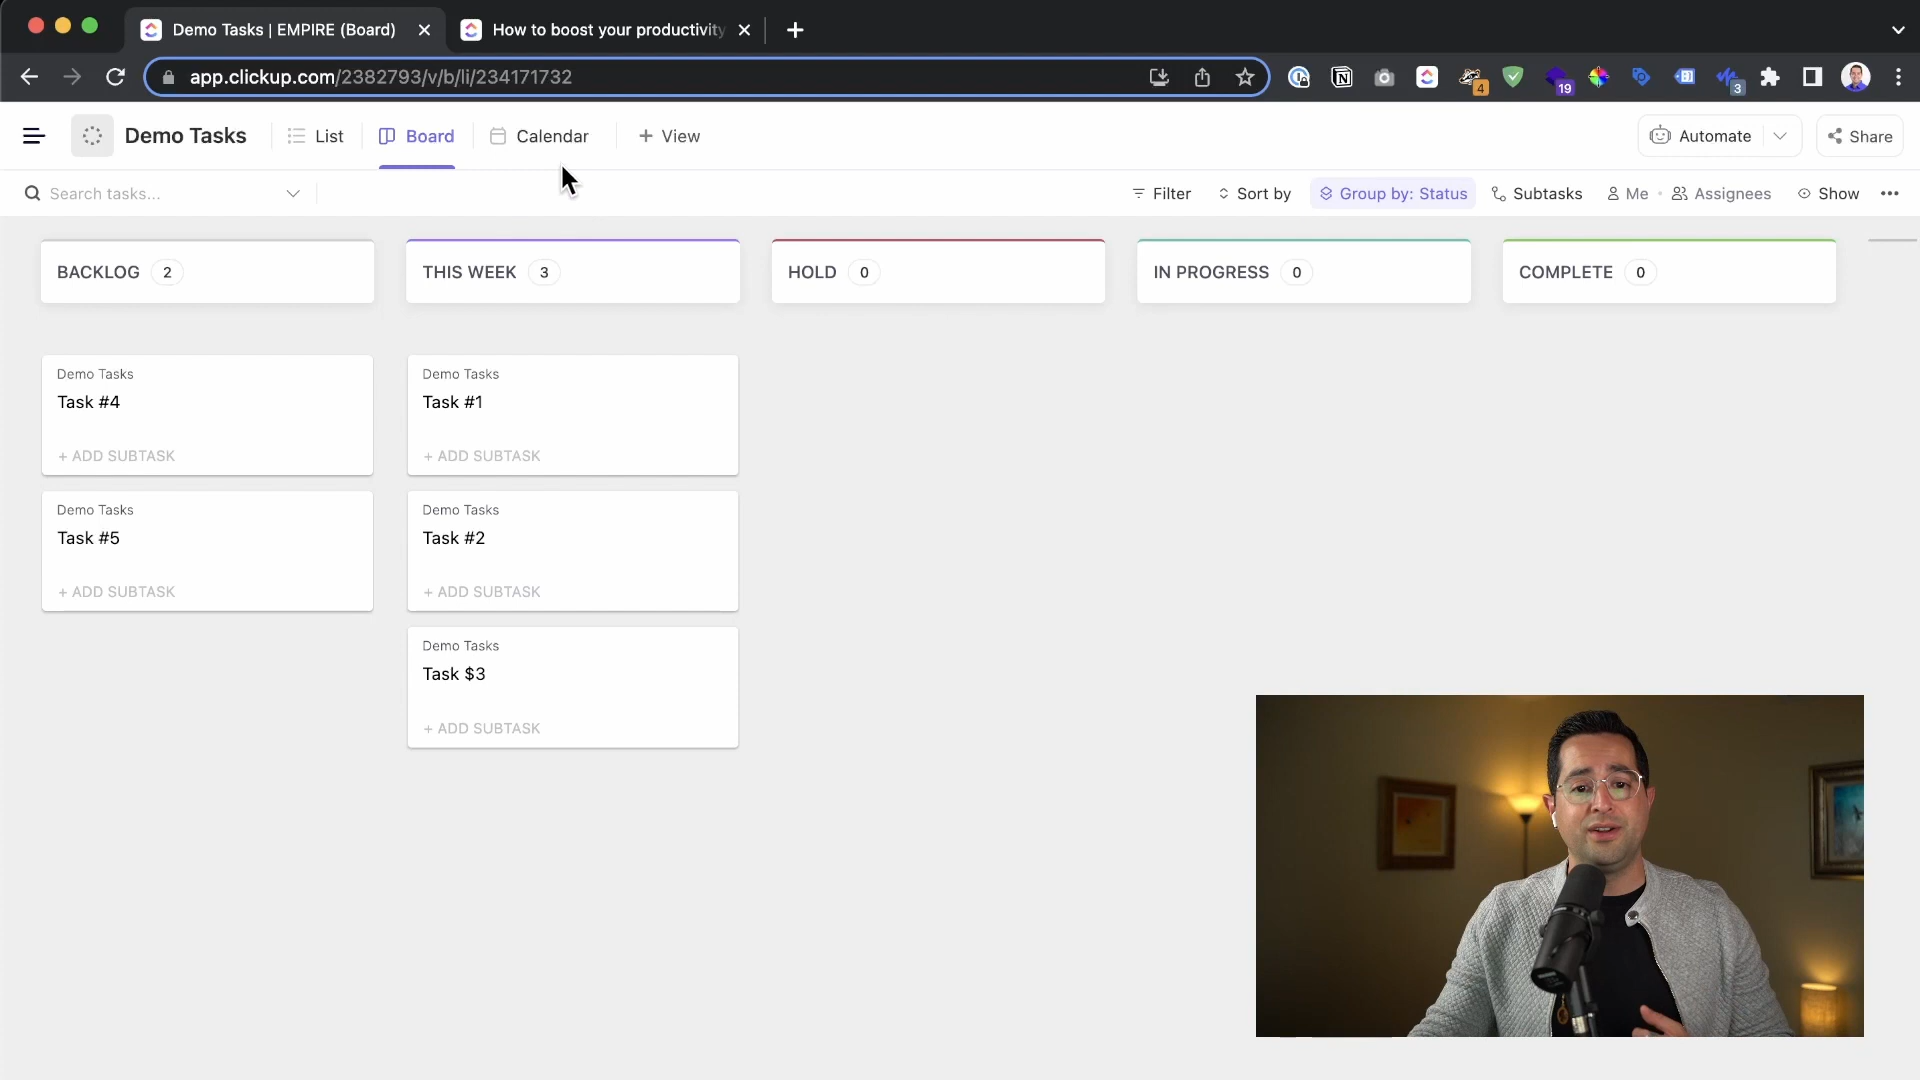 Demo Tasks | EMPIRE (Board)
How to boost your productivity
app.clickup.com/2382793/v/b/li/234171732
4
19
3
Demo Tasks
List
Board
Calendar
+ View
Automate
Share
Search tasks...
Filter
Sort by
Group by: Status
Subtasks
Me
Assignees
Show
BACKLOG 2
THIS WEEK 3
HOLD 0
IN PROGRESS 0
COMPLETE 0
Demo Tasks
Task #4
+ ADD SUBTASK
Demo Tasks
Task #5
+ ADD SUBTASK
Demo Tasks
Task #1
+ ADD SUBTASK
Demo Tasks
Task #2
+ ADD SUBTASK
Demo Tasks
Task $3
+ ADD SUBTASK